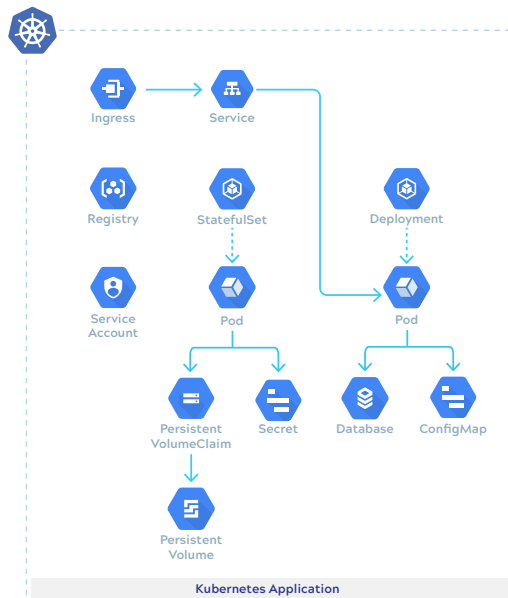 Ingress
Service
Registry
StatefulSet
Deployment
Service
Account
Pod
Pod
Persistent
VolumeClaim
Secret
Database
ConfigMap
Persistent
Volume
Kubernetes Application